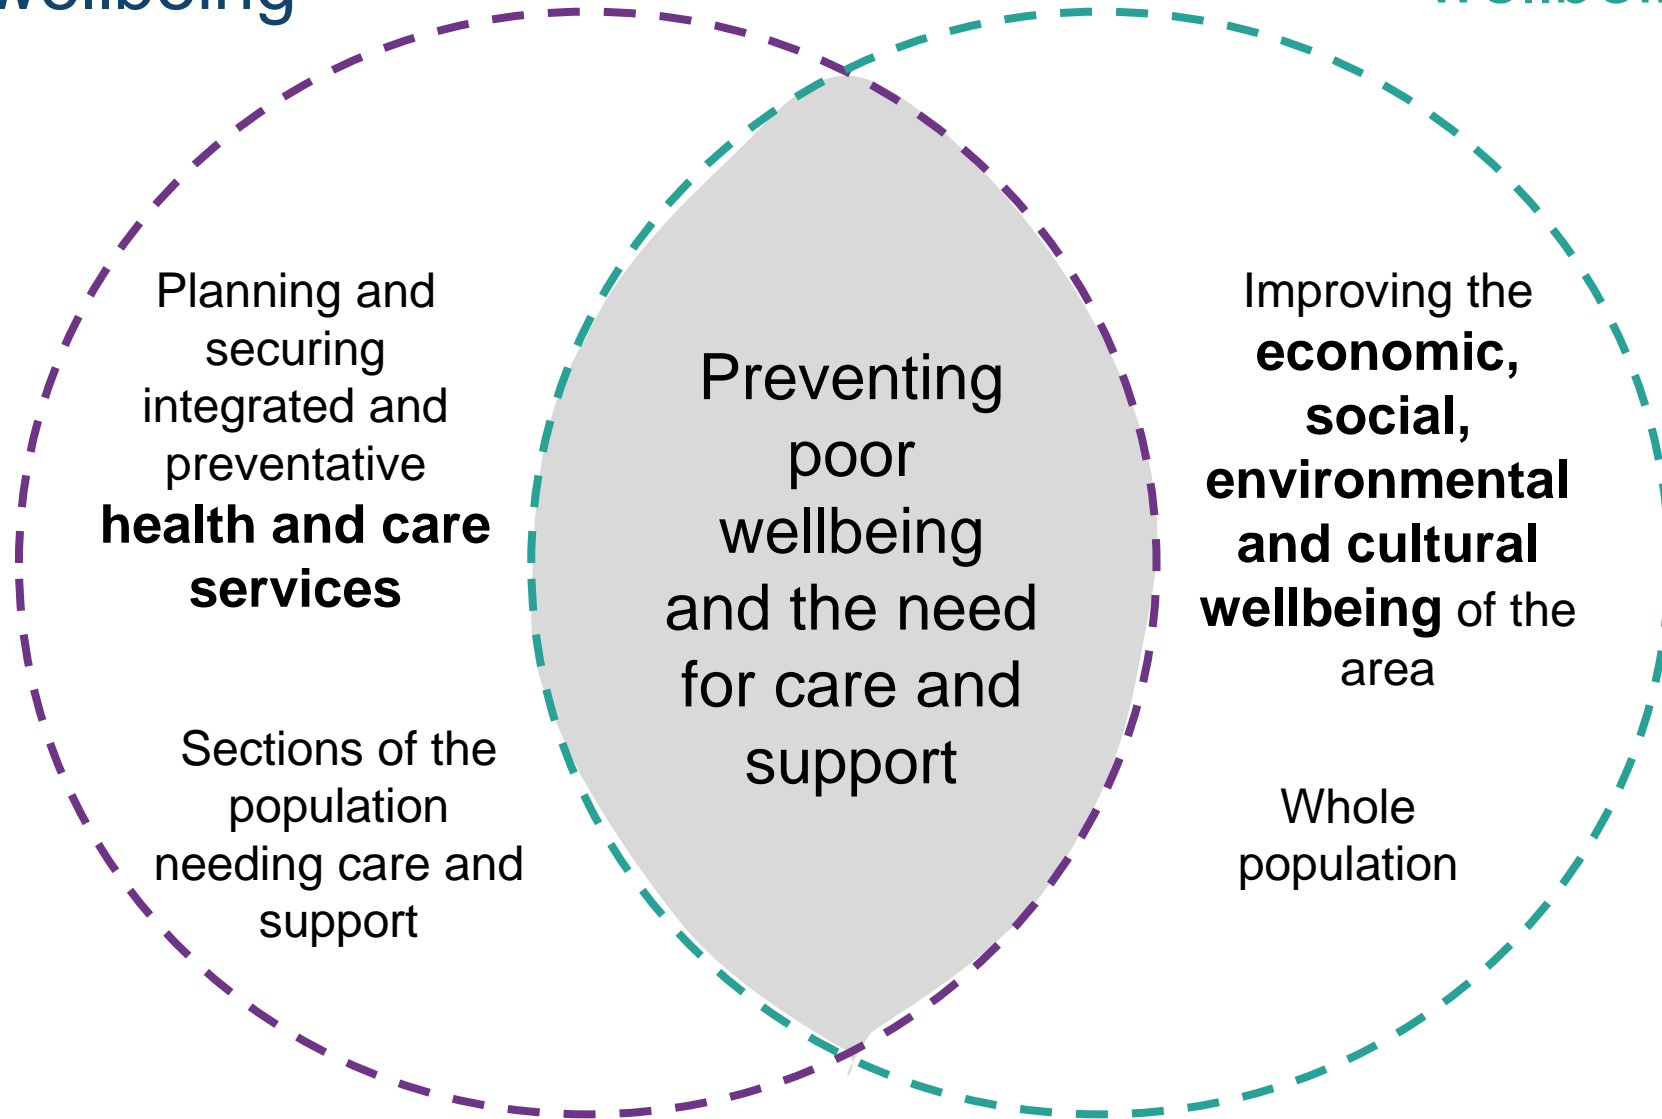 wellbeing
Planning and
securing
integrated and
preventative
health and care
services
Sections of the
population
needing care and
support
Preventing
poor
wellbeing
and the need
for care and
support
Improving the
economic,
social,
environmental
and cultural
wellbeing of the
area
Whole
population